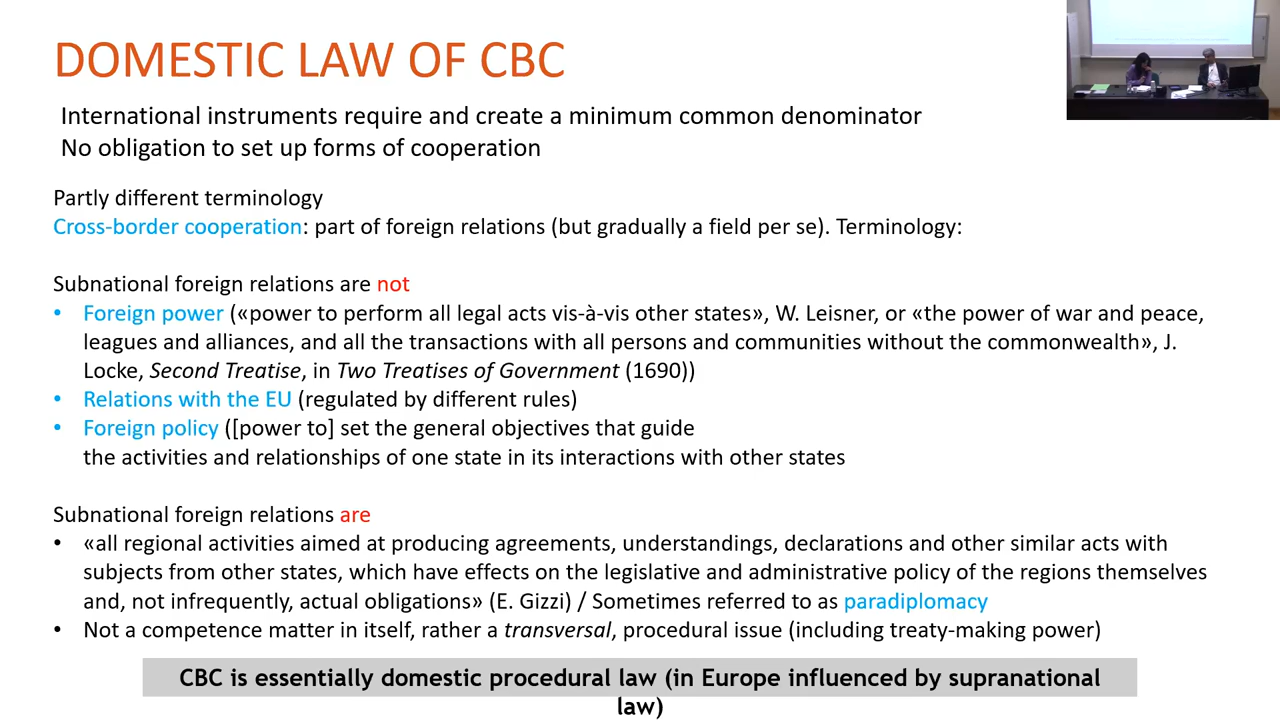 DOMESTIC LAW OF CBC
International instruments require and create a minimum common denominator
No obligation to set up forms of cooperation
Partly different terminology
Cross-border cooperation: part of foreign relations (but gradually a field per se). Terminology:
Subnational foreign relations are not
• Foreign power («power to perform all legal acts vis-à-vis other states», W. Leisner, or «the power of war and peace,
leagues and alliances, and all the transactions with all persons and communities without the commonwealth», J.
Locke, Second Treatise, in Two Treatises of Government (1690))
• Relations with the EU (regulated by different rules)
• Foreign policy ([power to] set the general objectives that guide
the activities and relationships of one state in its interactions with other states
Subnational foreign relations are
• «all regional activities aimed at producing agreements, understandings, declarations and other similar acts with
subjects from other states, which have effects on the legislative and administrative policy of the regions themselves
and, not infrequently, actual obligations» (E. Gizzi) / Sometimes referred to as paradiplomacy
• Not a competence matter in itself, rather a transversal, procedural issue (including treaty-making power)
CBC is essentially domestic procedural law (in Europe influenced by supranational
law)